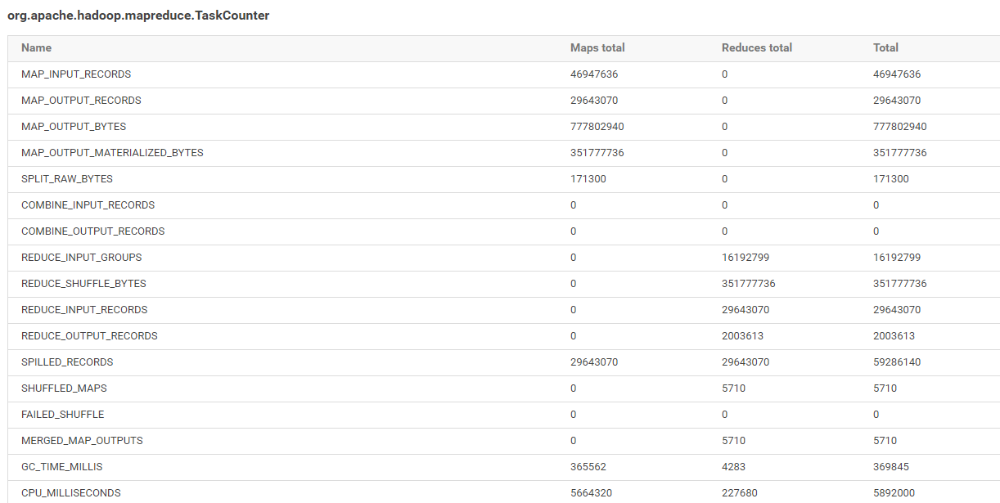 org.apache.hadoop.mapreduce.TaskCounter
Name Maps total Reduces total Total
MAP_INPUT_RECORDS 46947636 0 46947636
MAP_OUTPUT_RECORDS 29643070 0 29643070
MAP_OUTPUT_BYTES 777802940 0 777802940
MAP_OUTPUT_MATERIALIZED_BYTES 351777736 0 351777736
SPLIT_RAW_BYTES 171300 0 171300
COMBINE_INPUT_RECORDS 0 0 0
COMBINE_OUTPUT_RECORDS 0 0 0
REDUCE_INPUT_GROUPS 0 16192799 16192799
REDUCE_SHUFFLE_BYTES 0 351777736 351777736
REDUCE_INPUT_RECORDS 0 29643070 29643070
REDUCE_OUTPUT_RECORDS 0 2003613 2003613
SPILLED_RECORDS 29643070 29643070 59286140
SHUFFLED_MAPS 0 5710 5710
FAILED_SHUFFLE 0 0 0
MERGED_MAP_OUTPUTS 0 5710 5710
GC_TIME_MILLIS 365562 4283 369845
CPU_MILLISECONDS 5664320 227680 5892000